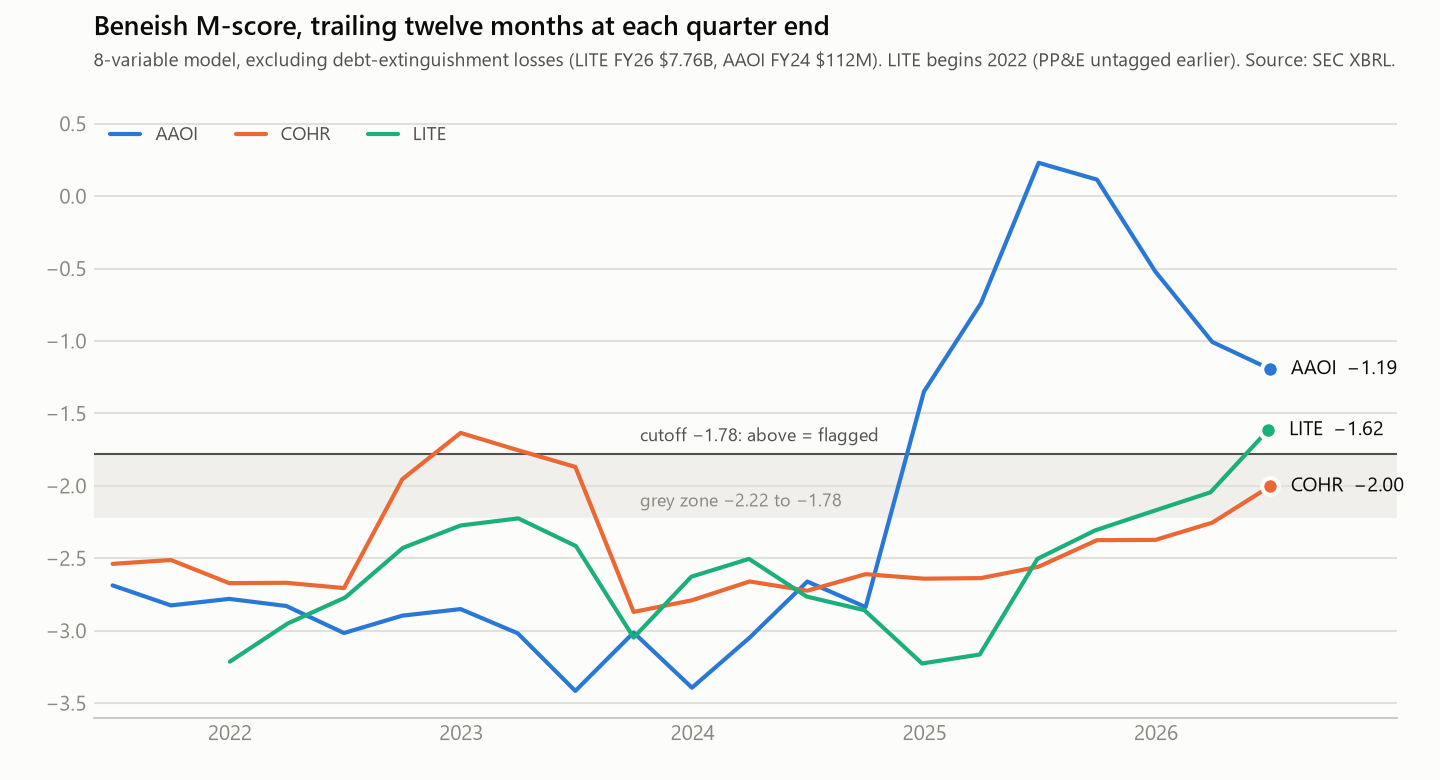 Beneish M-score, trailing twelve months at each quarter end
8-variable model, excluding debt-extinguishment losses (LITE FY26 $7.76B, AAOI FY24 $112M). LITE begins 2022 (PP&E untagged earlier). Source: SEC XBRL.
0.5
AAOI COHR LITE
0.0
−0.5
−1.0
AAOI −1.19
−1.5
LITE −1.62
cutoff −1.78: above = flagged
−2.0
COHR −2.00
grey zone −2.22 to −1.78
−2.5
−3.0
−3.5
2022 2023 2024 2025 2026